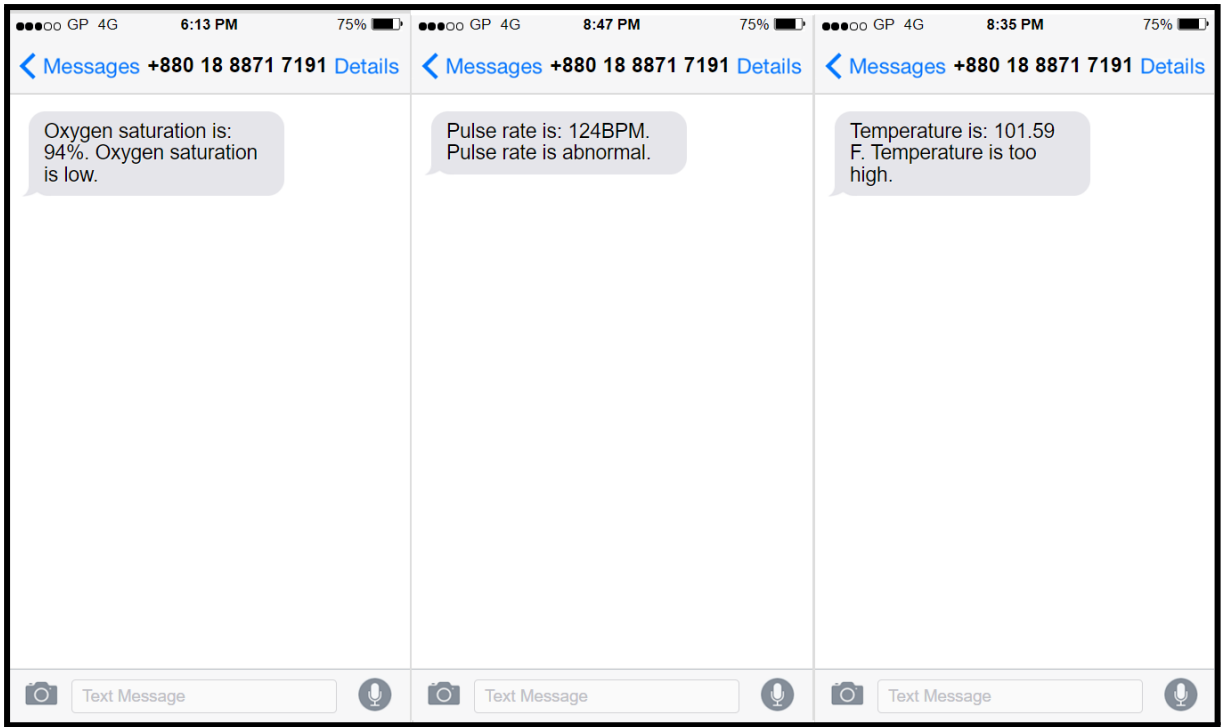 GP 4G 6:13 PM 75%
Messages +880 18 8871 7191 Details
Oxygen saturation is:
94%. Oxygen saturation
is low.
Text Message
GP 4G 8:47 PM 75%
Messages +880 18 8871 7191 Details
Pulse rate is: 124BPM.
Pulse rate is abnormal.
Text Message
GP 4G 8:35 PM 75%
Messages +880 18 8871 7191 Details
Temperature is: 101.59
F. Temperature is too
high.
Text Message